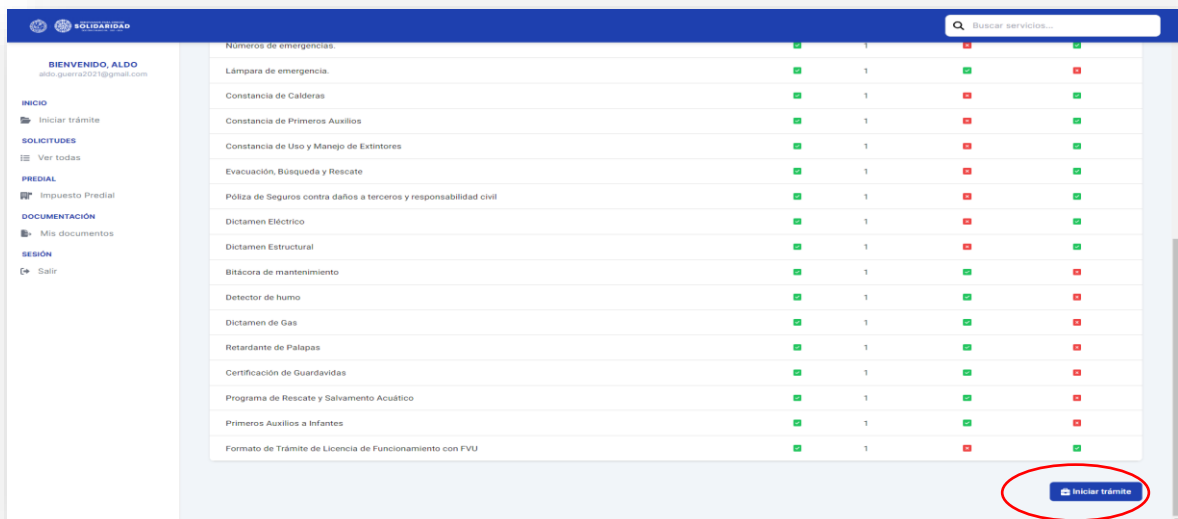 SOLIDARIDAD
Buscar servicios...
BIENVENIDO, ALDO
aldo.guerra2021@gmail.com
INICIO
Iniciar trámite
SOLICITUDES
Ver todas
PREDIAL
Impuesto Predial
DOCUMENTACIÓN
Mis documentos
SESIÓN
Salir
Números de emergencias. 1
Lámpara de emergencia. 1
Constancia de Calderas 1
Constancia de Primeros Auxilios 1
Constancia de Uso y Manejo de Extintores 1
Evacuación, Búsqueda y Rescate 1
Póliza de Seguros contra daños a terceros y responsabilidad civil 1
Dictamen Eléctrico 1
Dictamen Estructural 1
Bitácora de mantenimiento 1
Detector de humo 1
Dictamen de Gas 1
Retardante de Palapas 1
Certificación de Guardavidas 1
Programa de Rescate y Salvamento Acuático 1
Primeros Auxilios a Infantes 1
Formato de Trámite de Licencia de Funcionamiento con FVU 1
Iniciar trámite